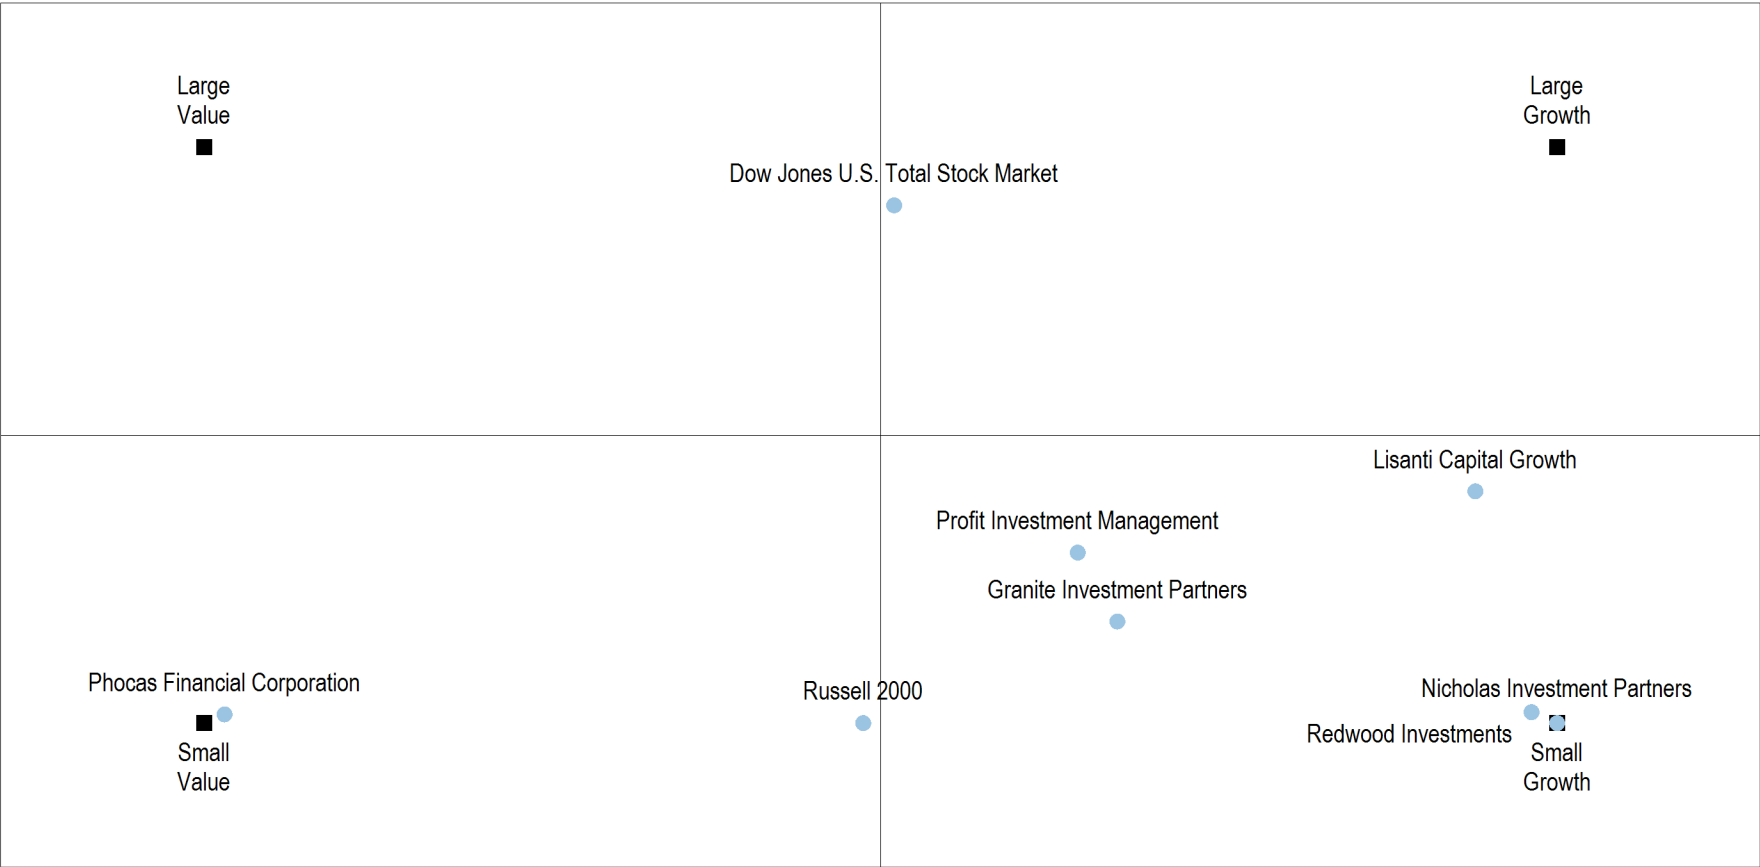 Large
Value
Large
Growth
Dow Jones U.S. Total Stock Market
Lisanti Capital Growth
Profit Investment Management
Granite Investment Partners
Phocas Financial Corporation
Russell 2000
Nicholas Investment Partners
Redwood Investments
Small
Value
Small
Growth